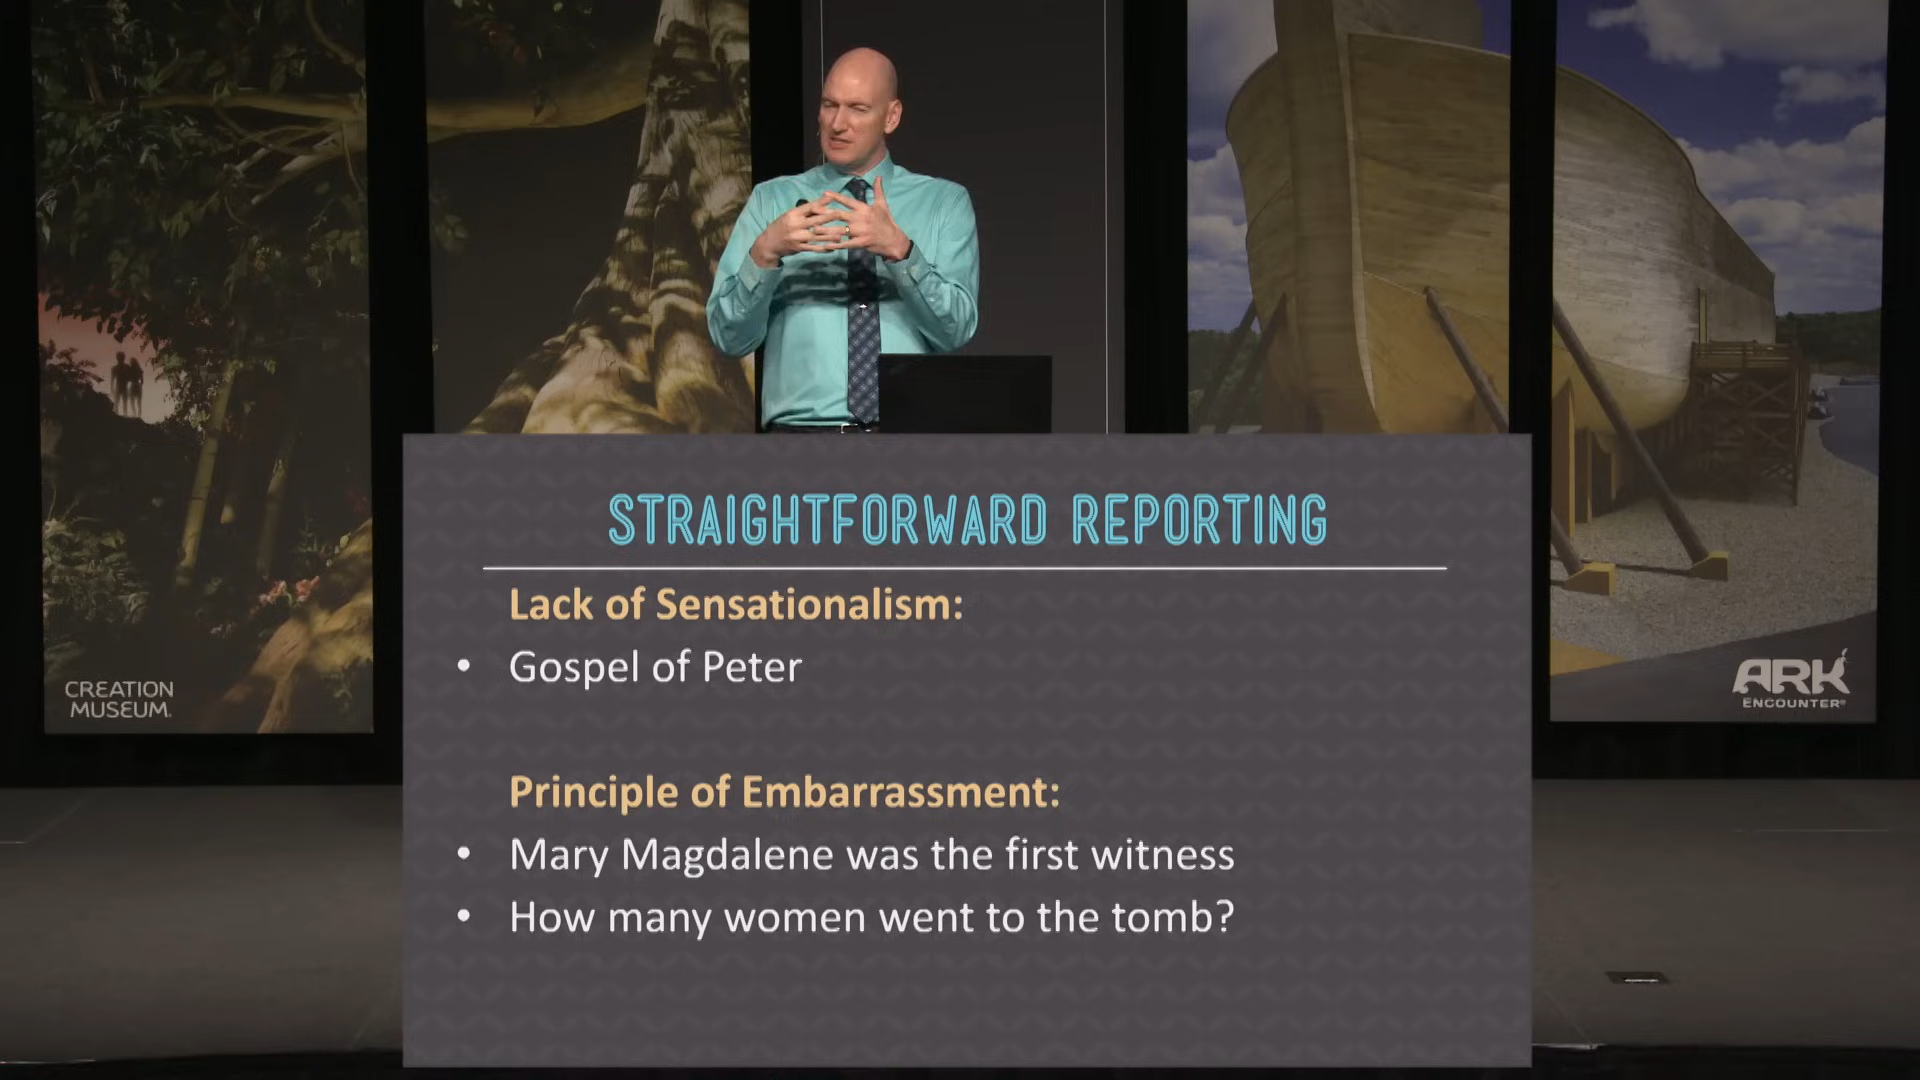 STRAIGHTFORWARD REPORTING
Lack of Sensationalism:
• Gospel of Peter
Principle of Embarrassment:
• Mary Magdalene was the first witness
• How many women went to the tomb?
CREATION
MUSEUM
ARK
ENCOUNTER